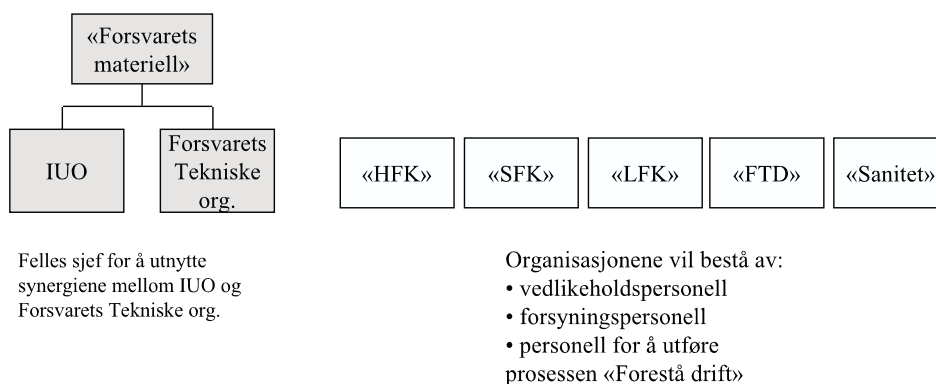 «Forsvarets
materiell»
IUO
Forsvarets
Tekniske
org.
«HFK»
«SFK»
«LFK»
«FTD»
«Sanitet»
Felles sjef for å utnytte
synergiene mellom IUO og
Forsvarets Tekniske org.
Organisasjonene vil bestå av:
• vedlikeholdspersonell
• forsyningspersonell
• personell for å utføre
prosessen «Forestå drift»